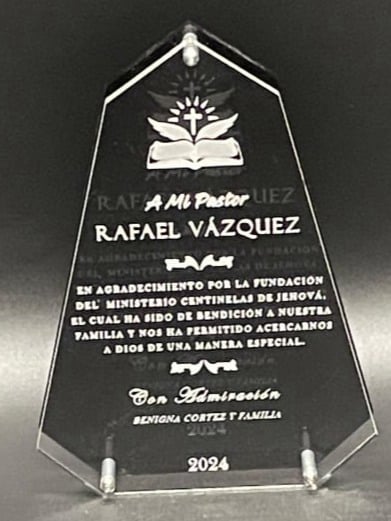 A Mi Pastor
RAFAEL VÁZQUEZ
EN AGRADECIMIENTO POR LA FUNDACIÓN
DEL MINISTERIO CENTINELAS DE JEHOVÁ,
EL CUAL HA SIDO DE BENDICIÓN A NUESTRA
FAMILIA Y NOS HA PERMITIDO ACERCARNOS
A DIOS DE UNA MANERA ESPECIAL.
Con Admiración
BENIGNA CORTEZ Y FAMILIA
2024